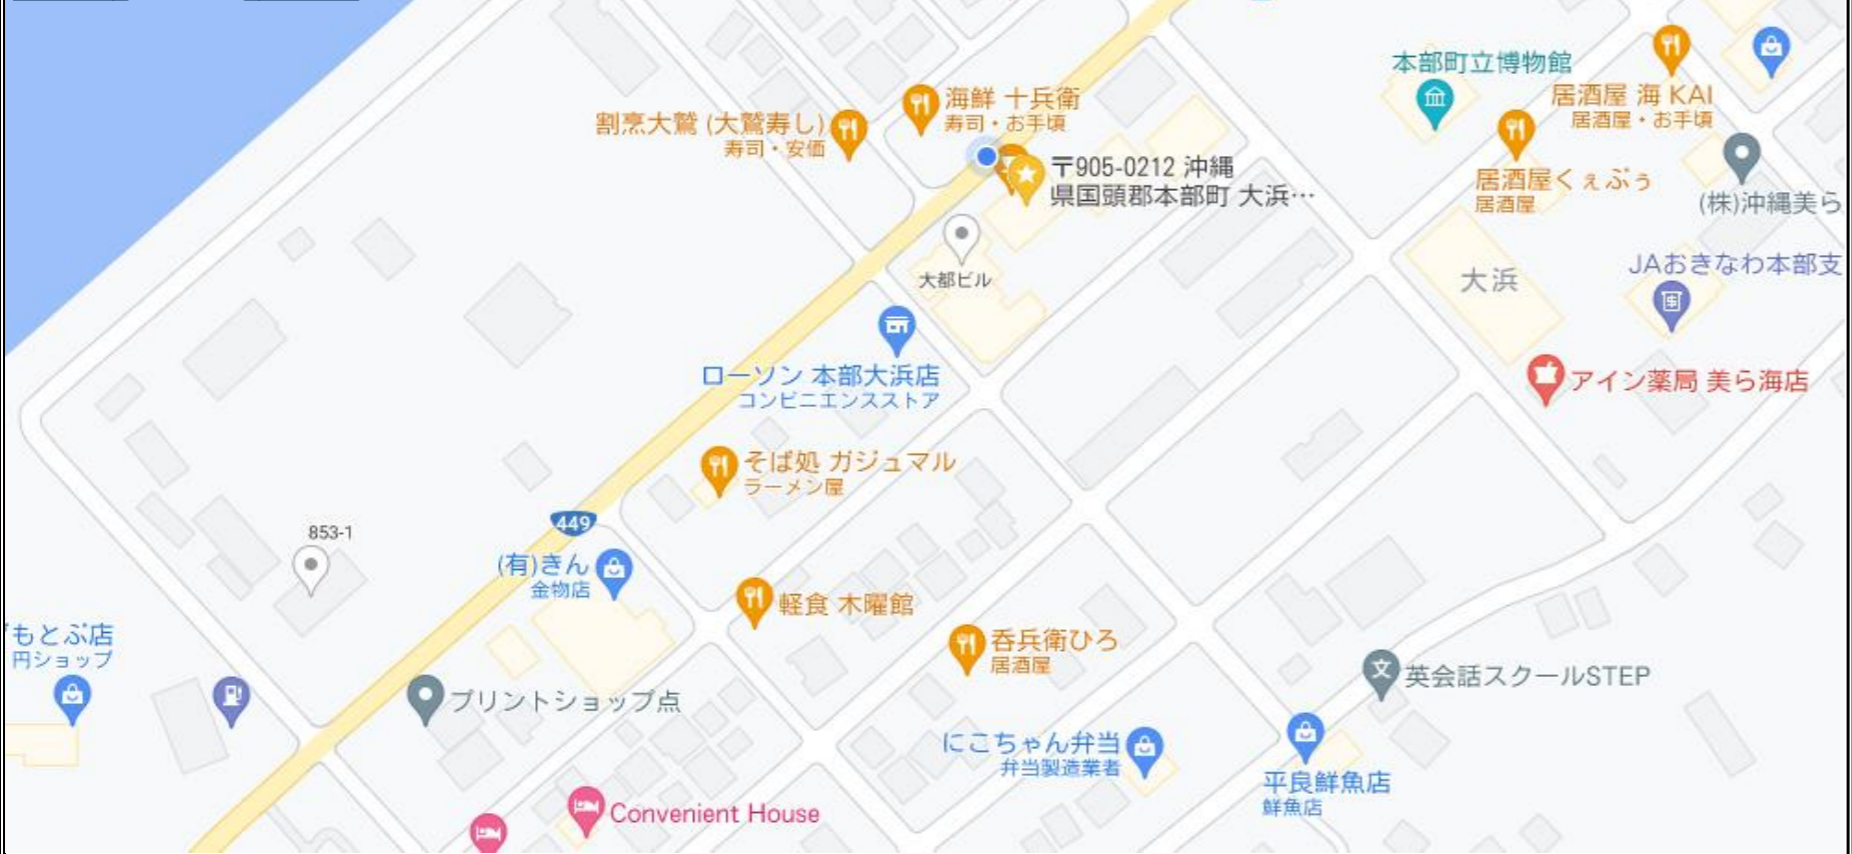 本部町立博物館
海鮮 十兵衛
寿司・お手頃
居酒屋 海 KAI
居酒屋・お手頃
割烹大鷲 (大鷲寿し)
寿司・安価
〒905-0212 沖縄
県国頭郡本部町 大浜…
居酒屋くぇぷぅ
居酒屋
(株)沖縄美ら
大都ビル
大浜
JAおきなわ本部支
ローソン 本部大浜店
コンビニエンスストア
アイン薬局 美ら海店
そば処 ガジュマル
ラーメン屋
449
853-1
(有)きん
金物店
軽食 木曜館
もとぶ店
円ショップ
呑兵衛ひろ
居酒屋
英会話スクールSTEP
プリントショップ点
にこちゃん弁当
弁当製造業者
平良鮮魚店
鮮魚店
Convenient House